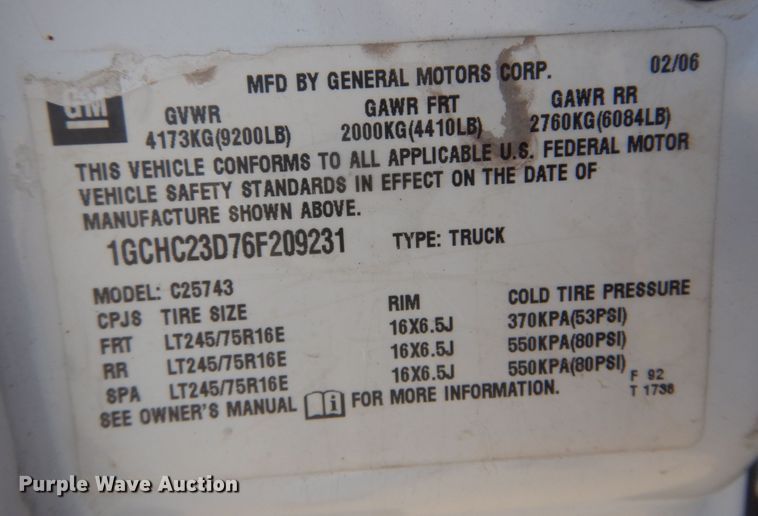 MFD BY GENERAL MOTORS CORP. 02/06
GM
GVWR GAWR FRT GAWR RR
4173KG(9200LB) 2000KG(4410LB) 2760KG(6084LB)
THIS VEHICLE CONFORMS TO ALL APPLICABLE U.S. FEDERAL MOTOR
VEHICLE SAFETY STANDARDS IN EFFECT ON THE DATE OF
MANUFACTURE SHOWN ABOVE.
1GCHC23D76F209231 TYPE: TRUCK
MODEL: C25743
CPJS TIRE SIZE RIM COLD TIRE PRESSURE
FRT LT245/75R16E 16X6.5J 370KPA(53PSI)
RR LT245/75R16E 16X6.5J 550KPA(80PSI)
SPA LT245/75R16E 16X6.5J 550KPA(80PSI)
SEE OWNER'S MANUAL i FOR MORE INFORMATION.
F 92
T 1736
Purple Wave Auction